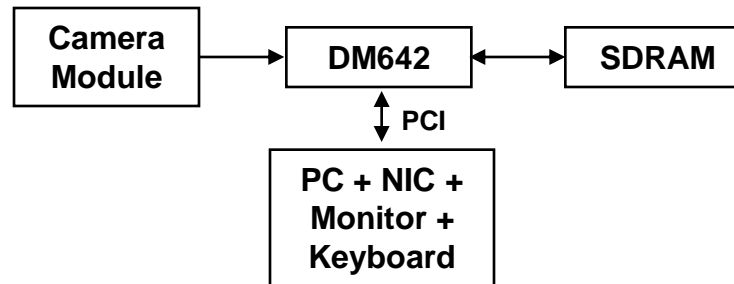 Camera
Module
DM642
SDRAM
PCI
PC + NIC +
Monitor +
Keyboard